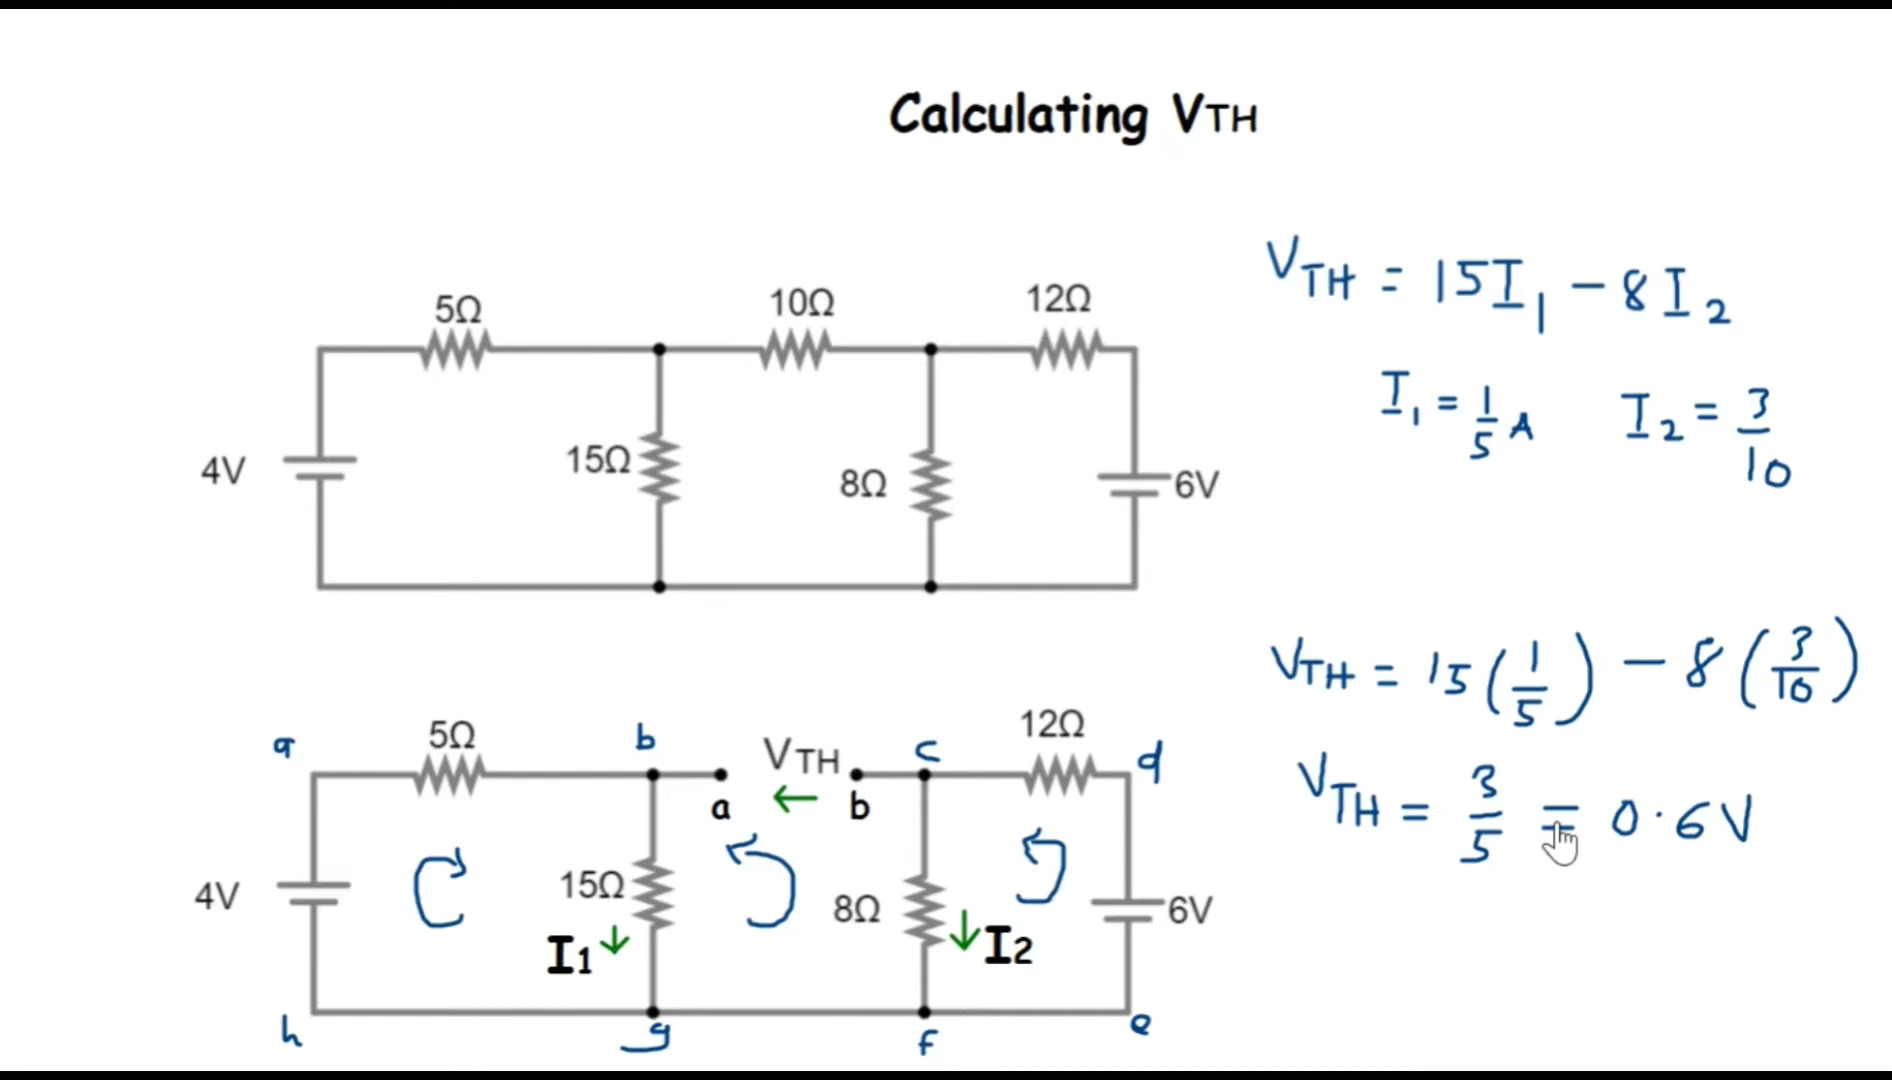 Calculating VTH
VTH = 15I1 - 8I2
5Ω 10Ω 12Ω
I1 = 1/5 A I2 = 3/10
4V 15Ω 8Ω 6V
VTH = 15(1/5) - 8(3/10)
a 5Ω b VTH c 12Ω d
a ← b
VTH = 3/5 = 0.6V
4V 15Ω 8Ω 6V
I1 ↓ ↓ I2
h g f e